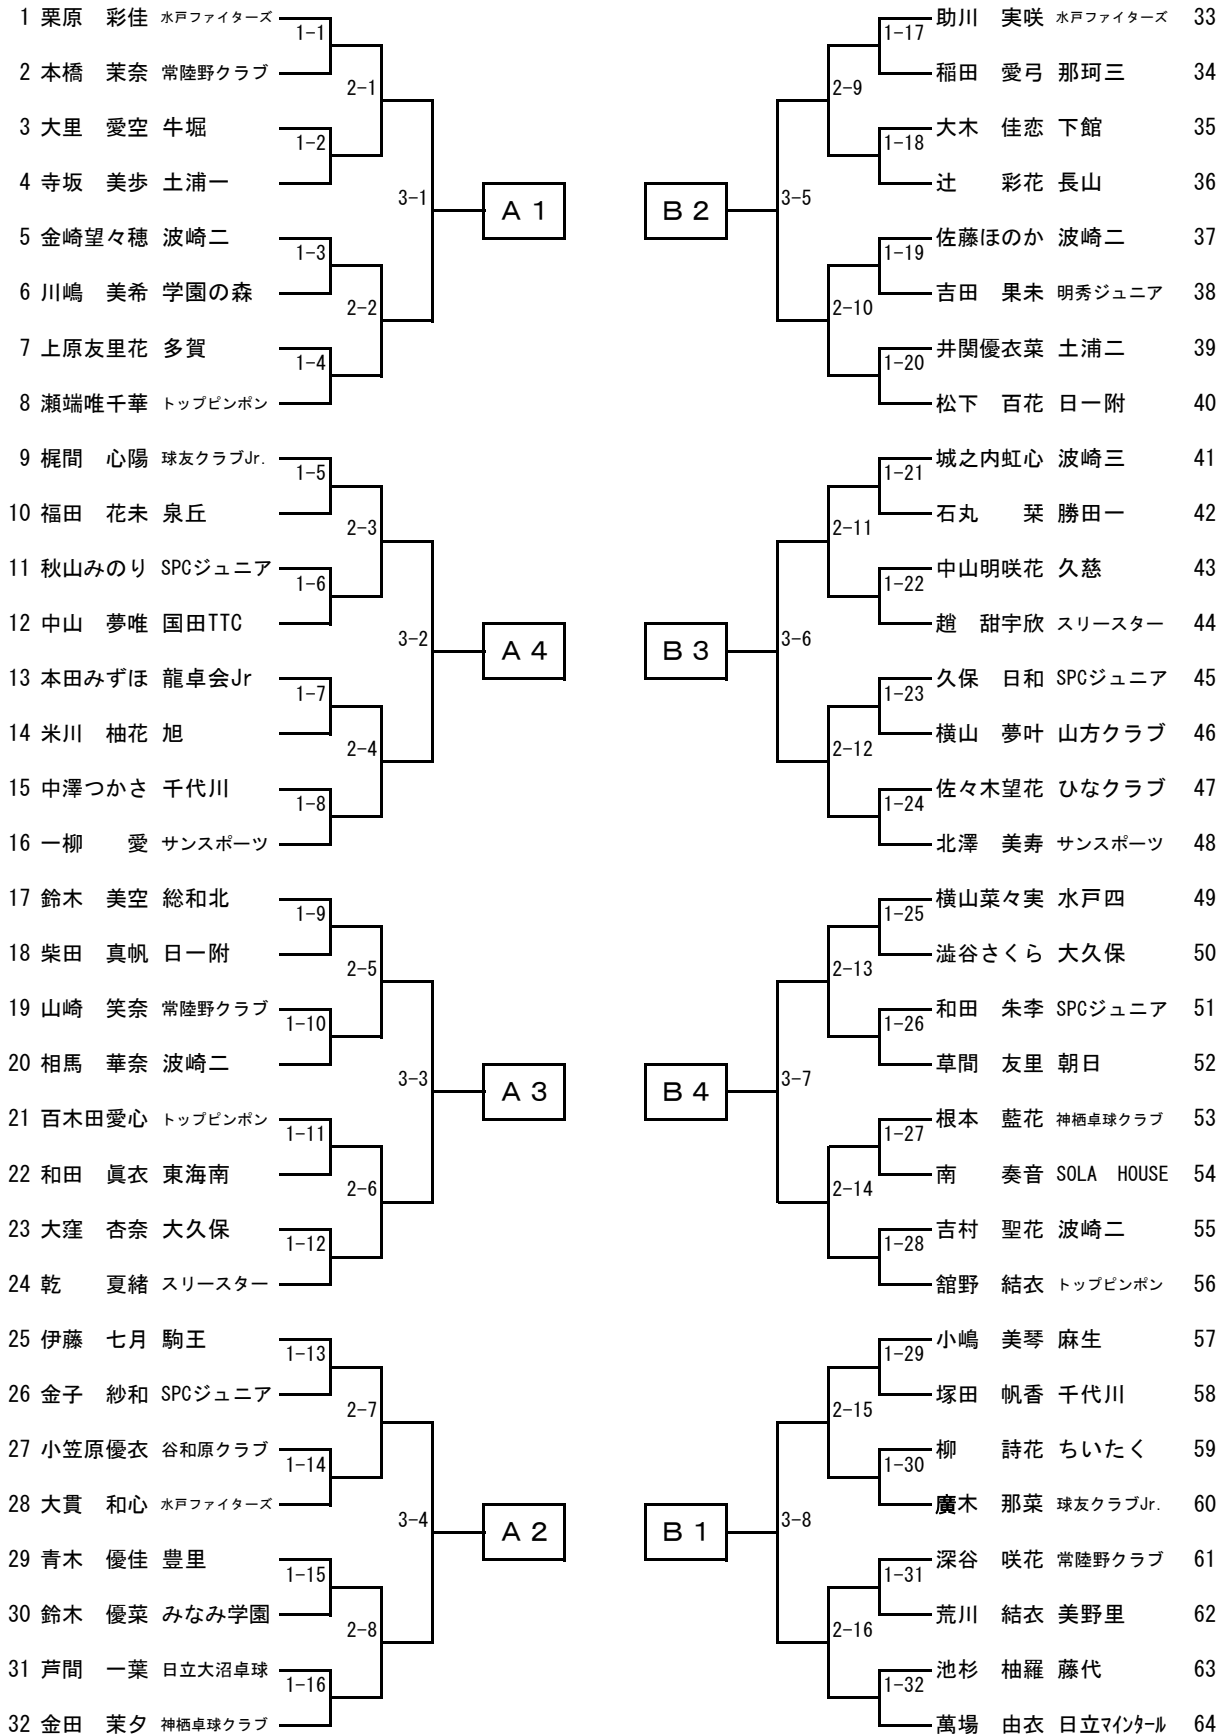 1 栗原　彩佳 水戸ファイターズ
1-1
2 本橋　茉奈 常陸野クラブ
2-1
3 大里　愛空 牛堀
1-2
4 寺坂　美歩 土浦一
3-1
A 1
5 金崎望々穂 波崎二
1-3
6 川嶋　美希 学園の森
2-2
7 上原友里花 多賀
1-4
8 瀬端唯千華 トップピンポン
9 梶間　心陽 球友クラブJr.
1-5
10 福田　花未 泉丘
2-3
11 秋山みのり SPCジュニア
1-6
12 中山　夢唯 国田TTC
3-2
A 4
13 本田みずほ 龍卓会Jr
1-7
14 米川　柚花 旭
2-4
15 中澤つかさ 千代川
1-8
16 一柳　　愛 サンスポーツ
17 鈴木　美空 総和北
1-9
18 柴田　真帆 日一附
2-5
19 山崎　笑奈 常陸野クラブ
1-10
20 相馬　華奈 波崎二
3-3
A 3
21 百木田愛心 トップピンポン
1-11
22 和田　眞衣 東海南
2-6
23 大窪　杏奈 大久保
1-12
24 乾　　夏緒 スリースター
25 伊藤　七月 駒王
1-13
26 金子　紗和 SPCジュニア
2-7
27 小笠原優衣 谷和原クラブ
1-14
28 大貫　和心 水戸ファイターズ
3-4
A 2
29 青木　優佳 豊里
1-15
30 鈴木　優菜 みなみ学園
2-8
31 芦間　一葉 日立大沼卓球
1-16
32 金田　茉夕 神栖卓球クラブ
助川　実咲 水戸ファイターズ 33
1-17
稲田　愛弓 那珂三 34
2-9
大木　佳恋 下館 35
1-18
辻　　彩花 長山 36
B 2
3-5
佐藤ほのか 波崎二 37
1-19
吉田　果未 明秀ジュニア 38
2-10
井関優衣菜 土浦二 39
1-20
松下　百花 日一附 40
城之内虹心 波崎三 41
1-21
石丸　　栞 勝田一 42
2-11
中山明咲花 久慈 43
1-22
趙　甜宇欣 スリースター 44
B 3
3-6
久保　日和 SPCジュニア 45
1-23
横山　夢叶 山方クラブ 46
2-12
佐々木望花 ひなクラブ 47
1-24
北澤　美寿 サンスポーツ 48
横山菜々実 水戸四 49
1-25
澁谷さくら 大久保 50
2-13
和田　朱李 SPCジュニア 51
1-26
草間　友里 朝日 52
B 4
3-7
根本　藍花 神栖卓球クラブ 53
1-27
南　　奏音 SOLA HOUSE 54
2-14
吉村　聖花 波崎二 55
1-28
舘野　結衣 トップピンポン 56
小嶋　美琴 麻生 57
1-29
塚田　帆香 千代川 58
2-15
柳　　詩花 ちいたく 59
1-30
廣木　那菜 球友クラブJr. 60
B 1
3-8
深谷　咲花 常陸野クラブ 61
1-31
荒川　結衣 美野里 62
2-16
池杉　柚羅 藤代 63
1-32
萬場　由衣 日立マインタール 64